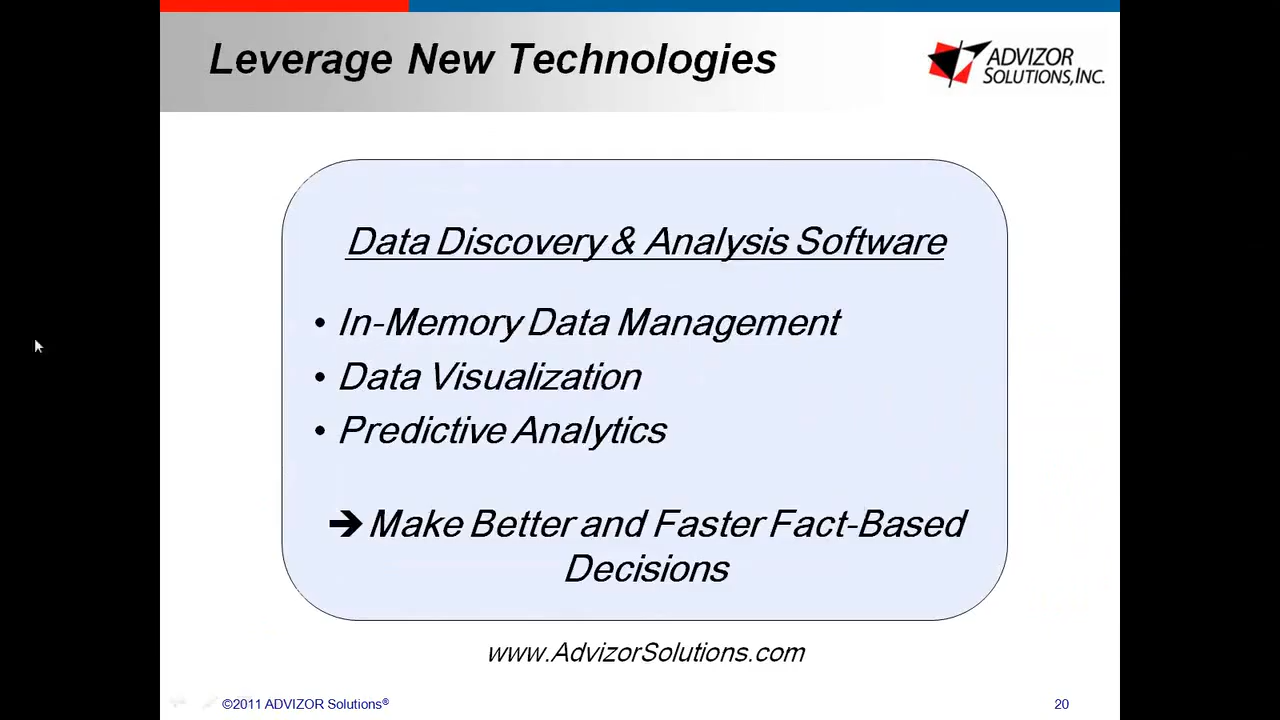 Leverage New Technologies
ADVIZOR
SOLUTIONS, INC.
Data Discovery & Analysis Software
• In-Memory Data Management
• Data Visualization
• Predictive Analytics
➔ Make Better and Faster Fact-Based
Decisions
www.AdvizorSolutions.com
©2011 ADVIZOR Solutions®
20